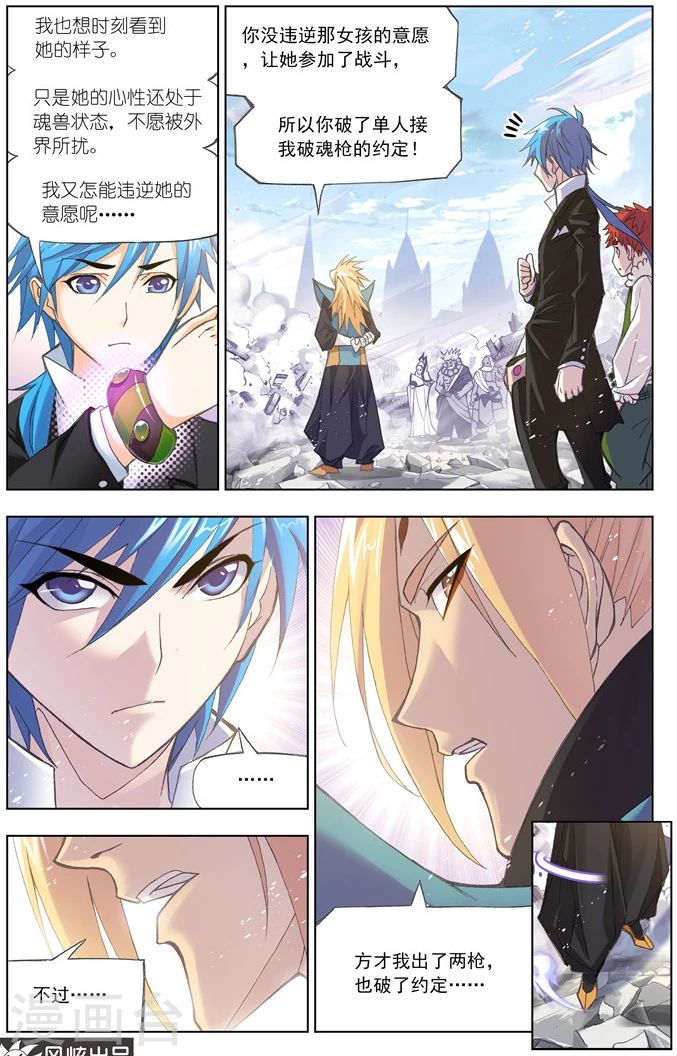 我也想时刻看到
她的样子。
只是她的心性还处于
魂兽状态，不愿被外
界所扰。
我又怎能违逆她的
意愿呢……
你没违逆那女孩的意愿
，让她参加了战斗，
所以你破了单人接
我破魂枪的约定！
……
方才我出了两枪，
也破了约定……
不过……
漫画台
风炫出品